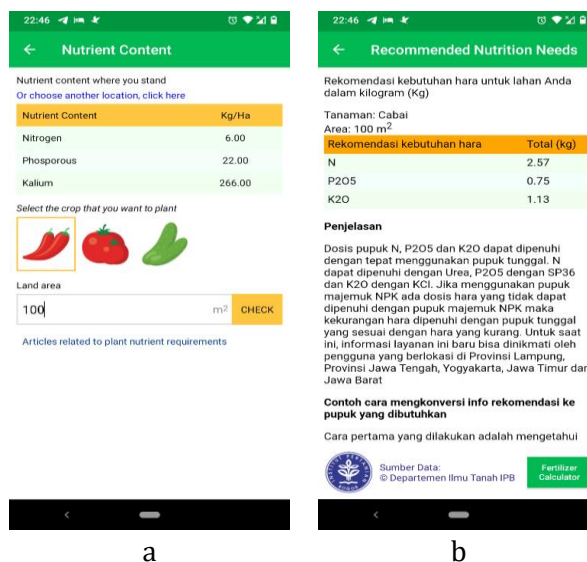 22:46
Nutrient Content
Nutrient content where you stand
Or choose another location, click here
Nutrient Content Kg/Ha
Nitrogen 6.00
Phosporous 22.00
Kalium 266.00
Select the crop that you want to plant
Land area
100 m2 CHECK
Articles related to plant nutrient requirements
a
22:46
Recommended Nutrition Needs
Rekomendasi kebutuhan hara untuk lahan Anda
dalam kilogram (Kg)
Tanaman: Cabai
Area: 100 m2
Rekomendasi kebutuhan hara Total (kg)
N 2.57
P2O5 0.75
K2O 1.13
Penjelasan
Dosis pupuk N, P2O5 dan K2O dapat dipenuhi
dengan tepat menggunakan pupuk tunggal. N
dapat dipenuhi dengan Urea, P2O5 dengan SP36
dan K2O dengan KCl. Jika menggunakan pupuk
majemuk NPK ada dosis hara yang tidak dapat
dipenuhi dengan pupuk majemuk NPK maka
kekurangan hara dipenuhi dengan pupuk tunggal
yang sesuai dengan hara yang kurang. Untuk saat
ini, informasi layanan ini baru bisa dinikmati oleh
pengguna yang berlokasi di Provinsi Lampung,
Provinsi Jawa Tengah, Yogyakarta, Jawa Timur dan
Jawa Barat
Contoh cara mengkonversi info rekomendasi ke
pupuk yang dibutuhkan
Cara pertama yang dilakukan adalah mengetahui
Sumber Data:
© Departemen Ilmu Tanah IPB
Fertilizer
Calculator
b